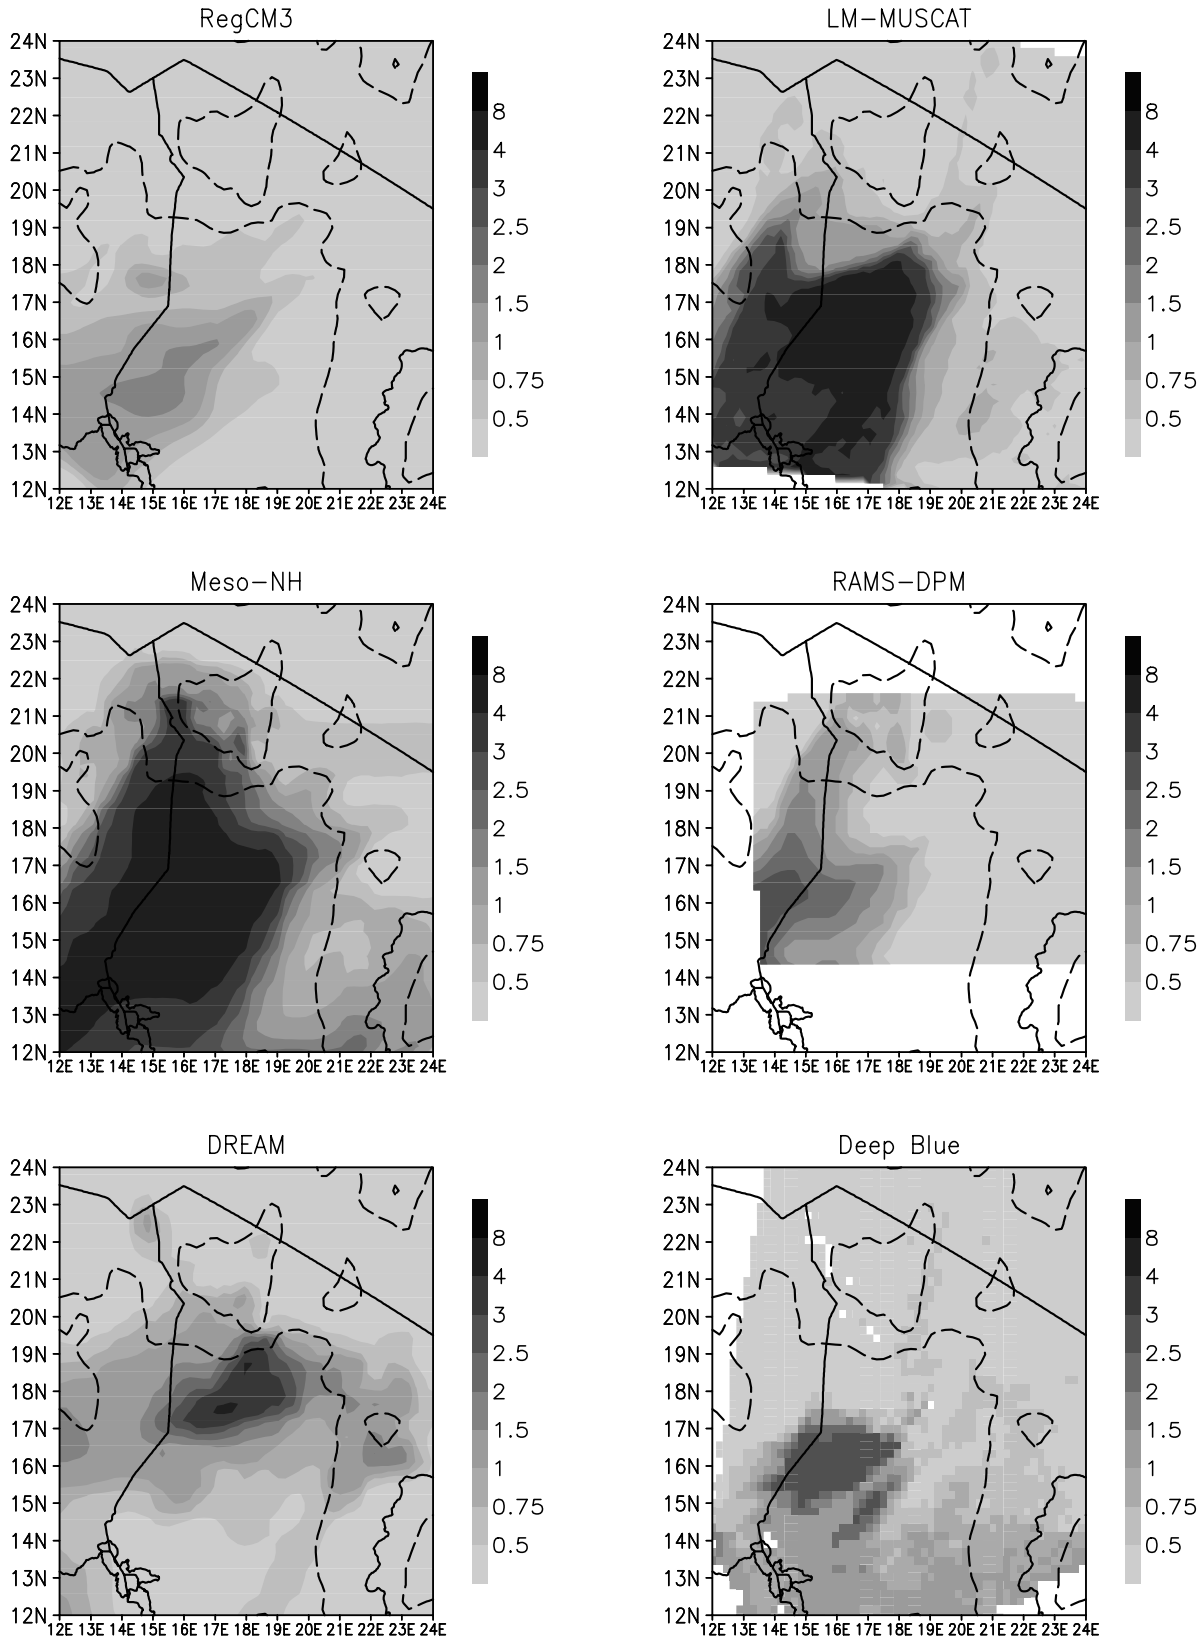 RegCM3
24N
23N
22N
21N
20N
19N
18N
17N
16N
15N
14N
13N
12N
12E 13E 14E 15E 16E 17E 18E 19E 20E 21E 22E 23E 24E
8
4
3
2.5
2
1.5
1
0.75
0.5
LM-MUSCAT
24N
23N
22N
21N
20N
19N
18N
17N
16N
15N
14N
13N
12N
12E 13E 14E 15E 16E 17E 18E 19E 20E 21E 22E 23E 24E
8
4
3
2.5
2
1.5
1
0.75
0.5
Meso-NH
24N
23N
22N
21N
20N
19N
18N
17N
16N
15N
14N
13N
12N
12E 13E 14E 15E 16E 17E 18E 19E 20E 21E 22E 23E 24E
8
4
3
2.5
2
1.5
1
0.75
0.5
RAMS-DPM
24N
23N
22N
21N
20N
19N
18N
17N
16N
15N
14N
13N
12N
12E 13E 14E 15E 16E 17E 18E 19E 20E 21E 22E 23E 24E
8
4
3
2.5
2
1.5
1
0.75
0.5
DREAM
24N
23N
22N
21N
20N
19N
18N
17N
16N
15N
14N
13N
12N
12E 13E 14E 15E 16E 17E 18E 19E 20E 21E 22E 23E 24E
8
4
3
2.5
2
1.5
1
0.75
0.5
Deep Blue
24N
23N
22N
21N
20N
19N
18N
17N
16N
15N
14N
13N
12N
12E 13E 14E 15E 16E 17E 18E 19E 20E 21E 22E 23E 24E
8
4
3
2.5
2
1.5
1
0.75
0.5